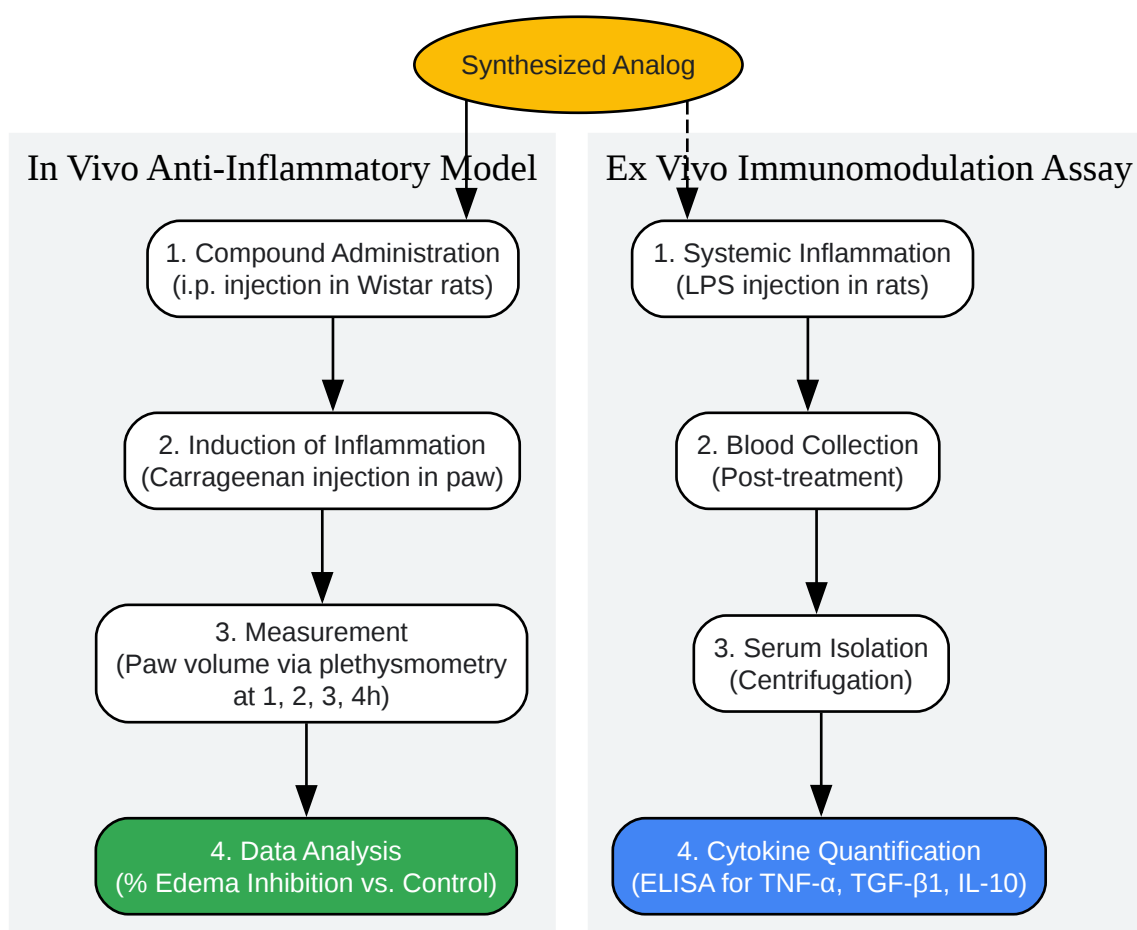 Synthesized Analog
In Vivo Anti-Inflammatory Model
1. Compound Administration
(i.p. injection in Wistar rats)
2. Induction of Inflammation
(Carrageenan injection in paw)
3. Measurement
(Paw volume via plethysmometry
at 1, 2, 3, 4h)
4. Data Analysis
(% Edema Inhibition vs. Control)
Ex Vivo Immunomodulation Assay
1. Systemic Inflammation
(LPS injection in rats)
2. Blood Collection
(Post-treatment)
3. Serum Isolation
(Centrifugation)
4. Cytokine Quantification
(ELISA for TNF-α, TGF-β1, IL-10)